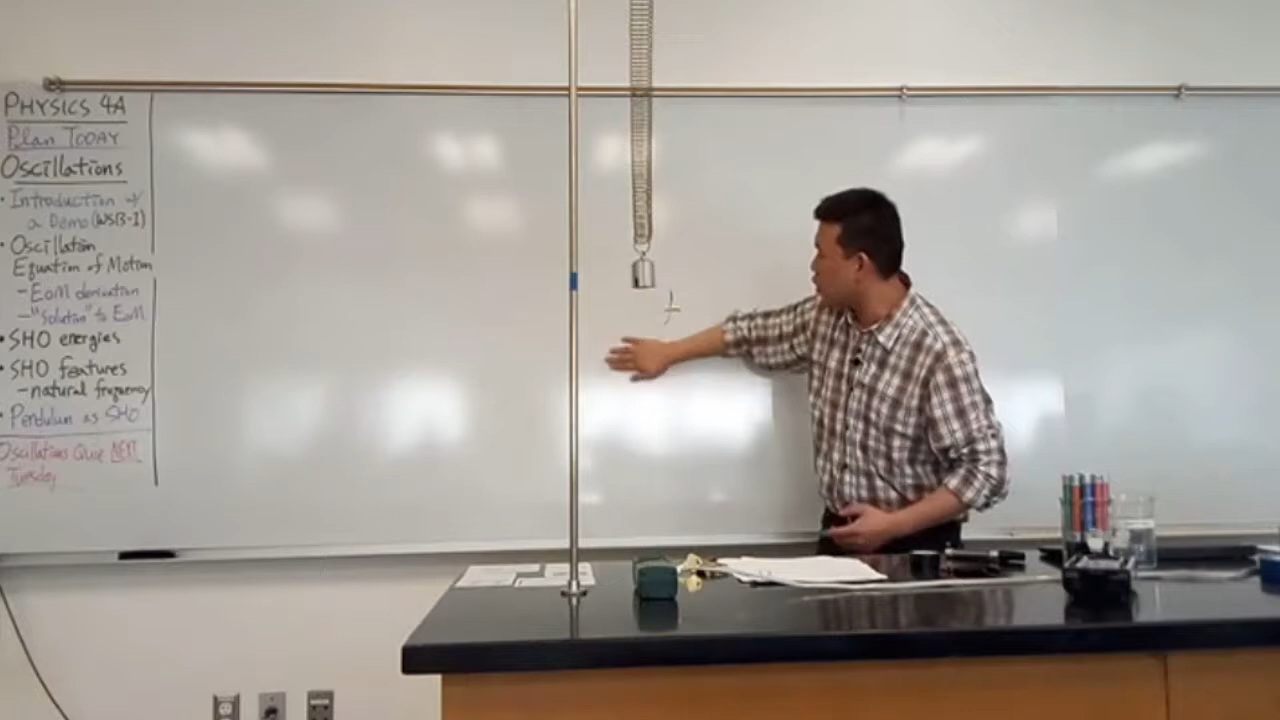 PHYSICS 4A
Plan TODAY
Oscillations
• Introduction w/
a Demo (WS13-1)
• Oscillation
Equation of Motion
- EoM derivation
- "Solution" to EoM
• SHO energies
• SHO features
- natural frequency
• Pendulum as SHO
Oscillations Quiz NEXT
Tuesday